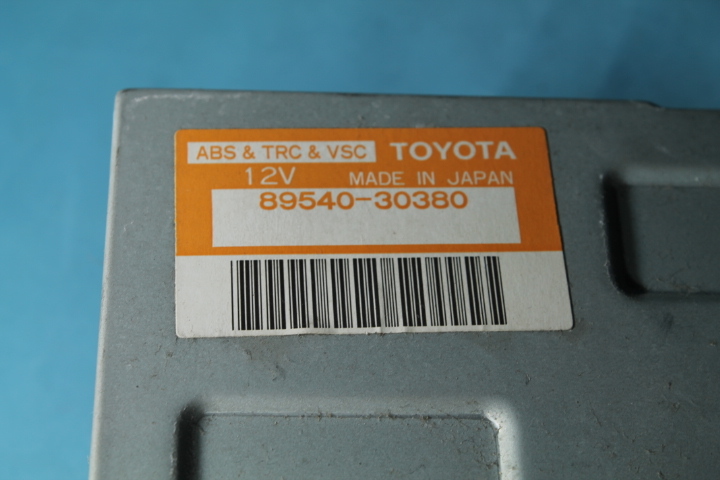 ABS & TRC & VSC TOYOTA
12V MADE IN JAPAN
89540-30380